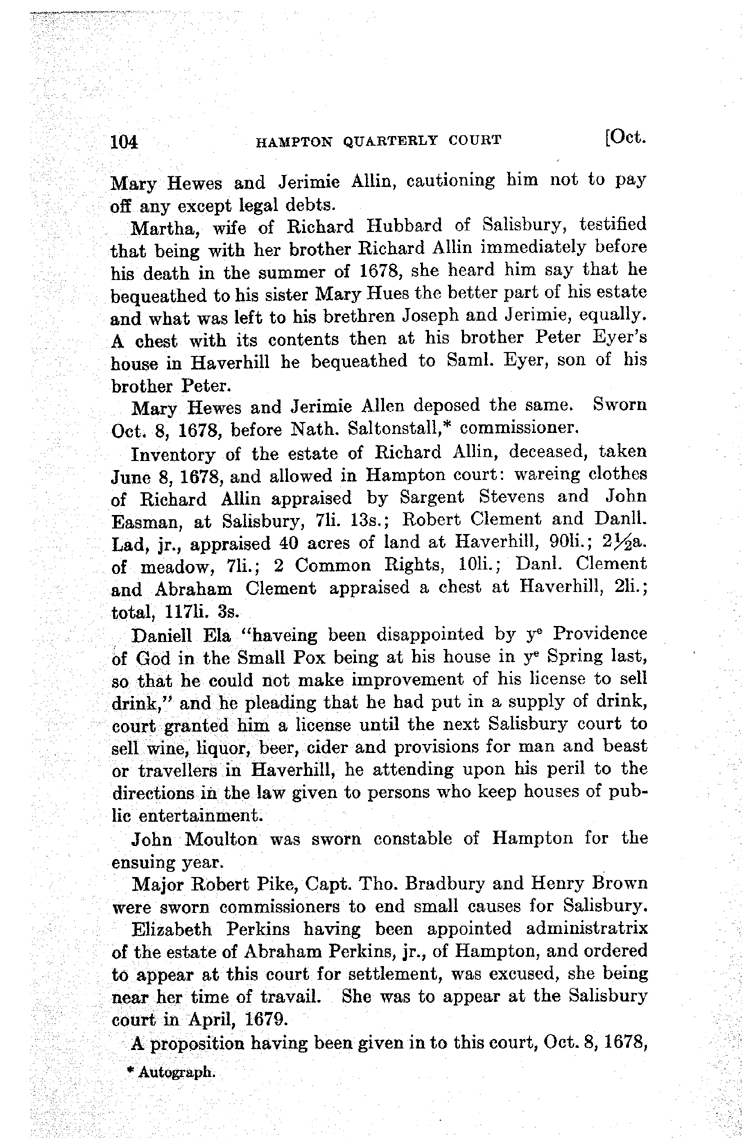 104 HAMPTON QUARTERLY COURT [Oct.
Mary Hewes and Jerimie Allin, cautioning him not to pay
off any except legal debts.
Martha, wife of Richard Hubbard of Salisbury, testified
that being with her brother Richard Allin immediately before
his death in the summer of 1678, she heard him say that he
bequeathed to his sister Mary Hues the better part of his estate
and what was left to his brethren Joseph and Jerimie, equally.
A chest with its contents then at his brother Peter Eyer's
house in Haverhill he bequeathed to Saml. Eyer, son of his
brother Peter.
Mary Hewes and Jerimie Allen deposed the same. Sworn
Oct. 8, 1678, before Nath. Saltonstall,* commissioner.
Inventory of the estate of Richard Allin, deceased, taken
June 8, 1678, and allowed in Hampton court: wareing clothes
of Richard Allin appraised by Sargent Stevens and John
Easman, at Salisbury, 7li. 13s.; Robert Clement and Danll.
Lad, jr., appraised 40 acres of land at Haverhill, 90li.; 2½a.
of meadow, 7li.; 2 Common Rights, 10li.; Danl. Clement
and Abraham Clement appraised a chest at Haverhill, 2li.;
total, 117li. 3s.
Daniell Ela "haveing been disappointed by yᵉ Providence
of God in the Small Pox being at his house in yᵉ Spring last,
so that he could not make improvement of his license to sell
drink," and he pleading that he had put in a supply of drink,
court granted him a license until the next Salisbury court to
sell wine, liquor, beer, cider and provisions for man and beast
or travellers in Haverhill, he attending upon his peril to the
directions in the law given to persons who keep houses of pub-
lic entertainment.
John Moulton was sworn constable of Hampton for the
ensuing year.
Major Robert Pike, Capt. Tho. Bradbury and Henry Brown
were sworn commissioners to end small causes for Salisbury.
Elizabeth Perkins having been appointed administratrix
of the estate of Abraham Perkins, jr., of Hampton, and ordered
to appear at this court for settlement, was excused, she being
near her time of travail. She was to appear at the Salisbury
court in April, 1679.
A proposition having been given in to this court, Oct. 8, 1678,
* Autograph.